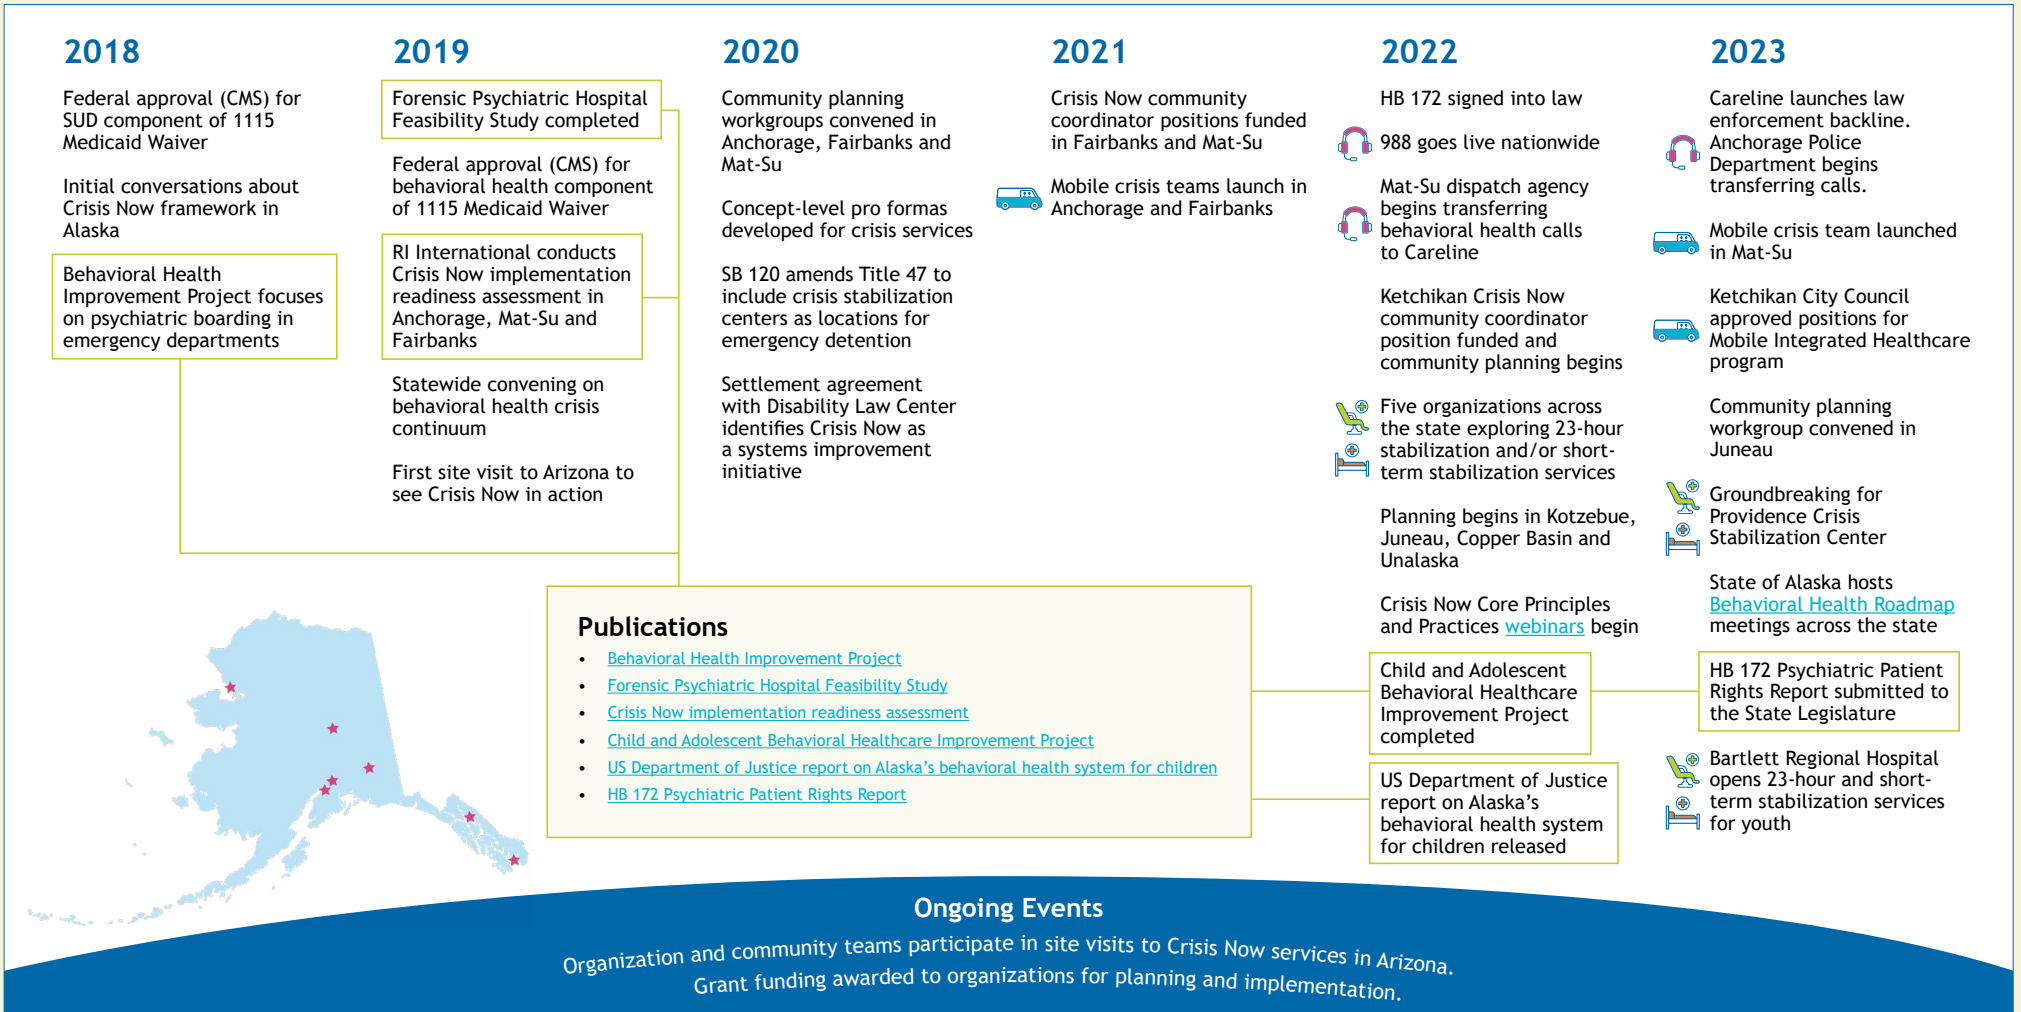 2018
Federal approval (CMS) for
SUD component of 1115
Medicaid Waiver
Initial conversations about
Crisis Now framework in
Alaska
Behavioral Health
Improvement Project focuses
on psychiatric boarding in
emergency departments
2019
Forensic Psychiatric Hospital
Feasibility Study completed
Federal approval (CMS) for
behavioral health component
of 1115 Medicaid Waiver
RI International conducts
Crisis Now implementation
readiness assessment in
Anchorage, Mat-Su and
Fairbanks
Statewide convening on
behavioral health crisis
continuum
First site visit to Arizona to
see Crisis Now in action
2020
Community planning
workgroups convened in
Anchorage, Fairbanks and
Mat-Su
Concept-level pro formas
developed for crisis services
SB 120 amends Title 47 to
include crisis stabilization
centers as locations for
emergency detention
Settlement agreement
with Disability Law Center
identifies Crisis Now as
a systems improvement
initiative
2021
Crisis Now community
coordinator positions funded
in Fairbanks and Mat-Su
Mobile crisis teams launch in
Anchorage and Fairbanks
2022
HB 172 signed into law
988 goes live nationwide
Mat-Su dispatch agency
begins transferring
behavioral health calls
to Careline
Ketchikan Crisis Now
community coordinator
position funded and
community planning begins
Five organizations across
the state exploring 23-hour
stabilization and/or short-
term stabilization services
Planning begins in Kotzebue,
Juneau, Copper Basin and
Unalaska
Crisis Now Core Principles
and Practices webinars begin
Child and Adolescent
Behavioral Healthcare
Improvement Project
completed
US Department of Justice
report on Alaska's
behavioral health system
for children released
2023
Careline launches law
enforcement backline.
Anchorage Police
Department begins
transferring calls.
Mobile crisis team launched
in Mat-Su
Ketchikan City Council
approved positions for
Mobile Integrated Healthcare
program
Community planning
workgroup convened in
Juneau
Groundbreaking for
Providence Crisis
Stabilization Center
State of Alaska hosts
Behavioral Health Roadmap
meetings across the state
HB 172 Psychiatric Patient
Rights Report submitted to
the State Legislature
Bartlett Regional Hospital
opens 23-hour and short-
term stabilization services
for youth
Publications
• Behavioral Health Improvement Project
• Forensic Psychiatric Hospital Feasibility Study
• Crisis Now implementation readiness assessment
• Child and Adolescent Behavioral Healthcare Improvement Project
• US Department of Justice report on Alaska's behavioral health system for children
• HB 172 Psychiatric Patient Rights Report
Ongoing Events
Organization and community teams participate in site visits to Crisis Now services in Arizona.
Grant funding awarded to organizations for planning and implementation.